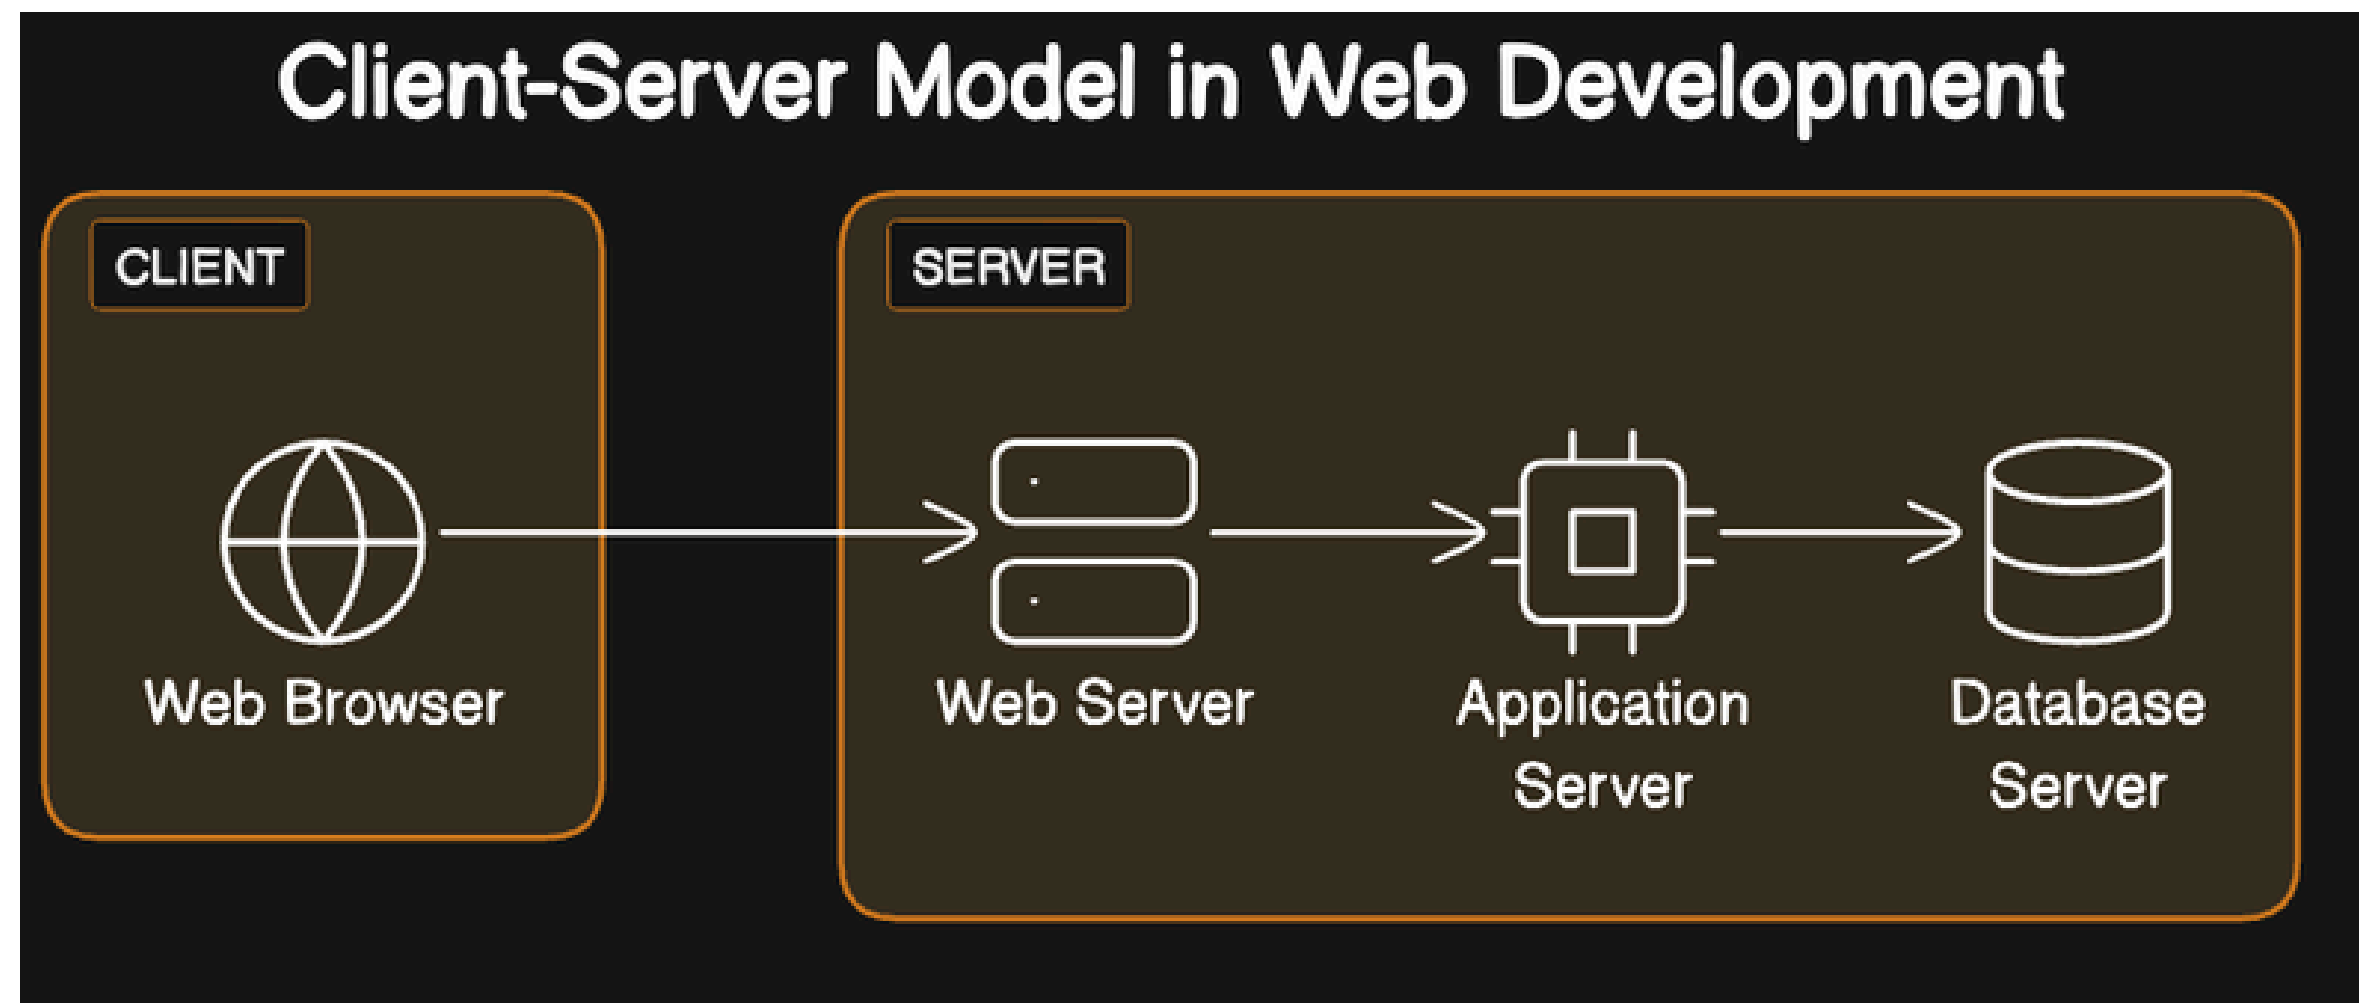 Client-Server Model in Web Development
CLIENT
SERVER
Web Browser
Web Server
Application
Server
Database
Server